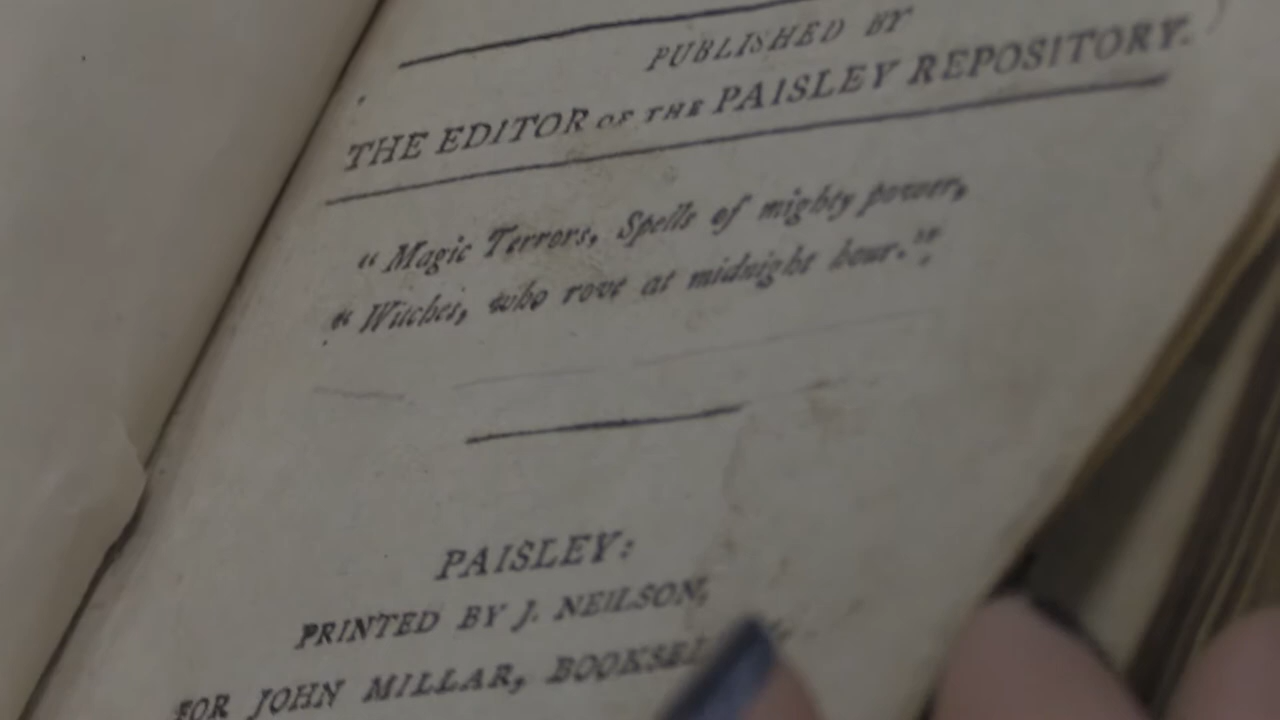 PUBLISHED BY
THE EDITOR OF THE PAISLEY REPOSITORY.
“ Magic Terrors, Spells of mighty power,
“ Witches, who rove at midnight hour.”
PAISLEY:
PRINTED BY J. NEILSON,
FOR JOHN MILLAR,